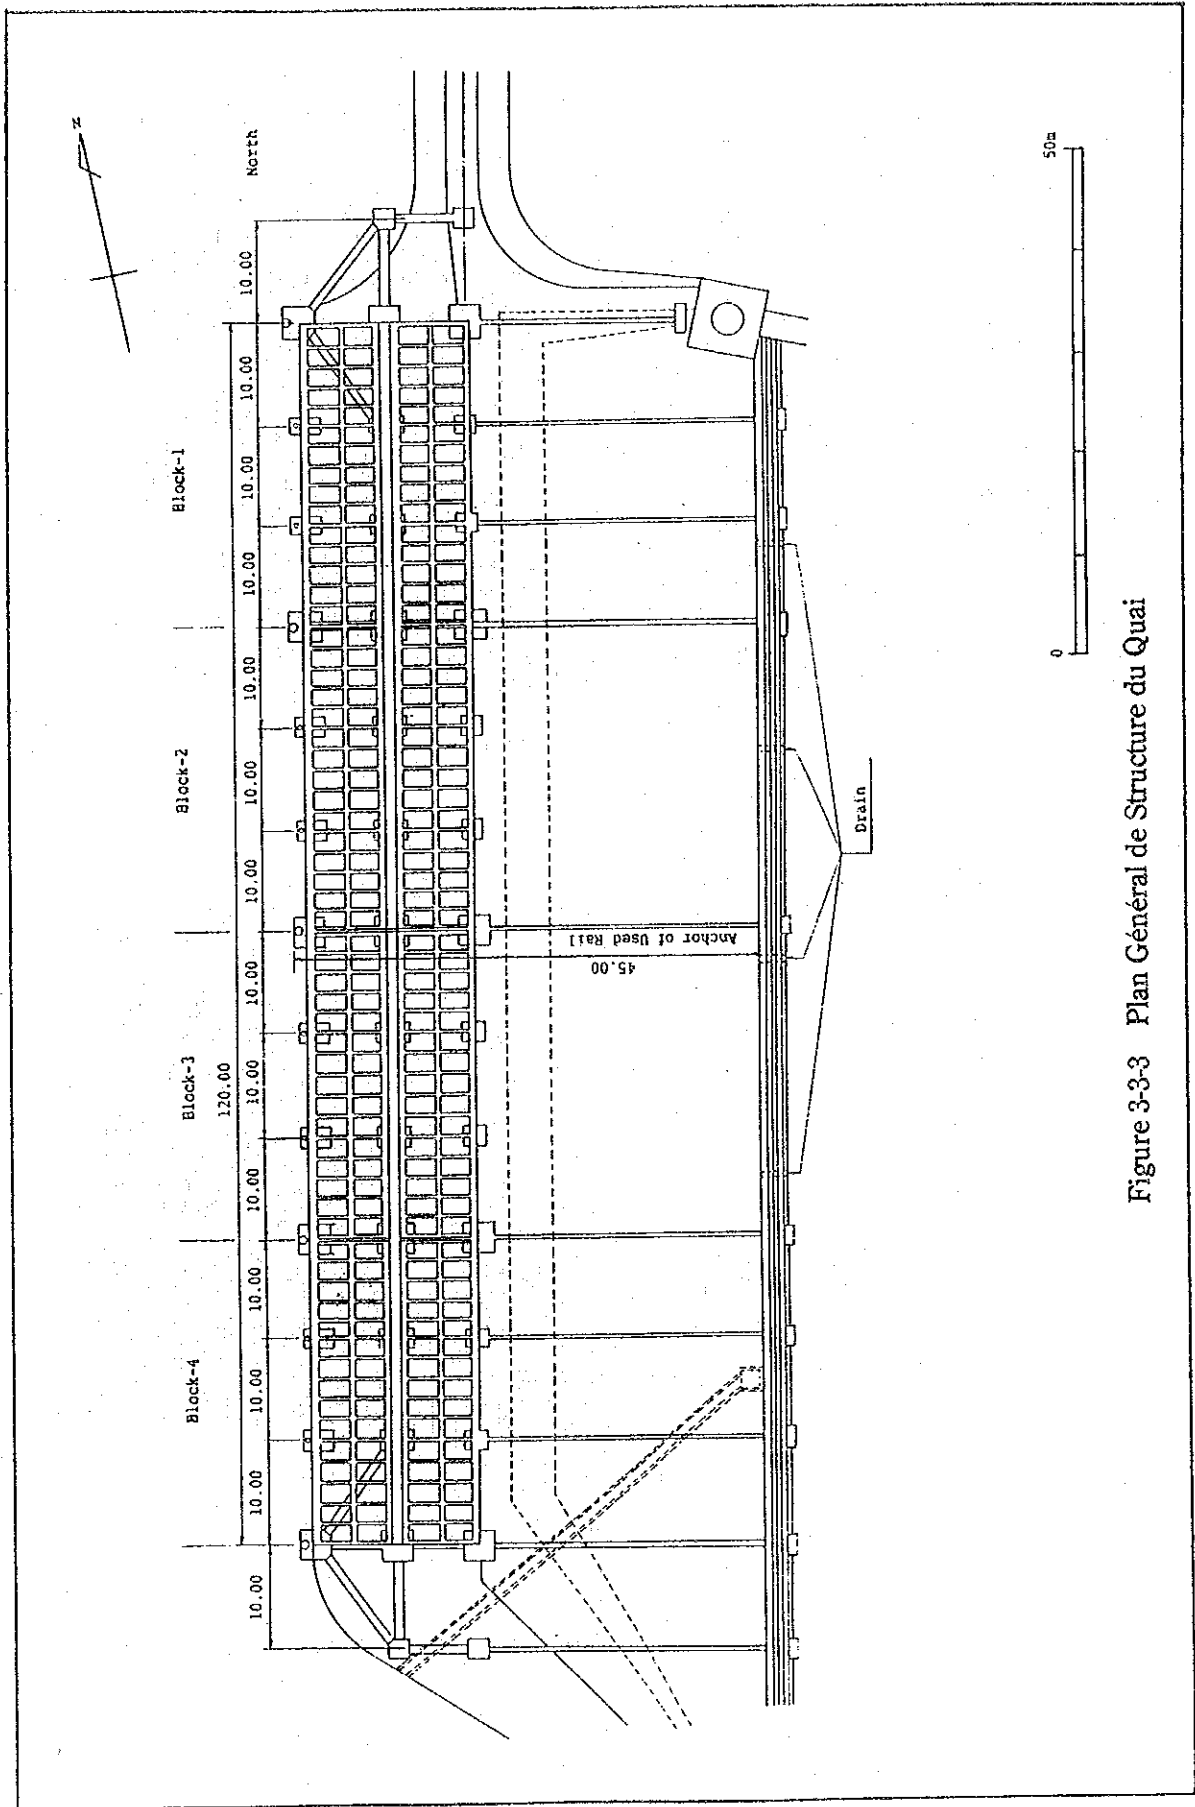 N
Block-4 Block-3 Block-2 Block-1
120.00
10.00 10.00 10.00 10.00 10.00 10.00 10.00 10.00 10.00 10.00 10.00 10.00 10.00 10.00 North
45.00
Anchor of Used Rail
Drain
0 50m
Figure 3-3-3 Plan Général de Structure du Quai